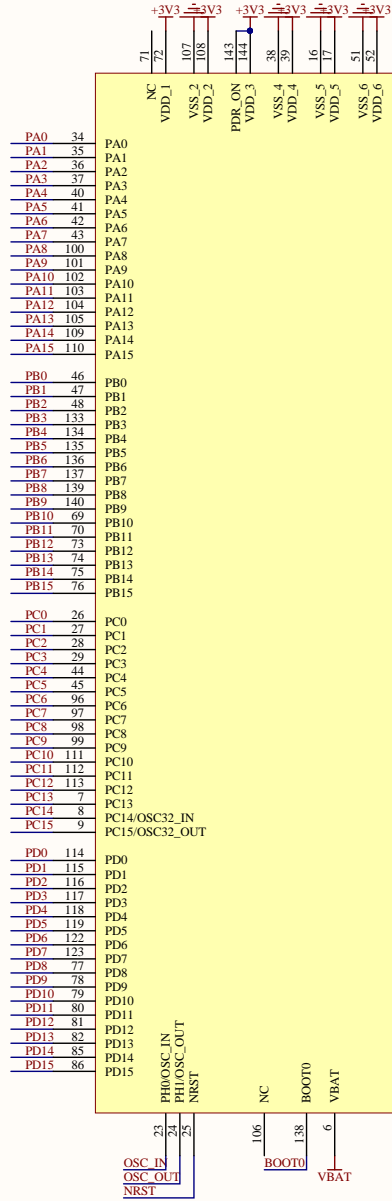 +3V3 +3V3 +3V3 +3V3 +3V3 +3V3
71 72 107 108 143 144 38 39 16 17 51 52
NC VDD_1 VSS_2 VDD_2 PDR_ON VDD_3 VSS_4 VDD_4 VSS_5 VDD_5 VSS_6 VDD_6
PA0 34 PA0
PA1 35 PA1
PA2 36 PA2
PA3 37 PA3
PA4 40 PA4
PA5 41 PA5
PA6 42 PA6
PA7 43 PA7
PA8 100 PA8
PA9 101 PA9
PA10 102 PA10
PA11 103 PA11
PA12 104 PA12
PA13 105 PA13
PA14 109 PA14
PA15 110 PA15
PB0 46 PB0
PB1 47 PB1
PB2 48 PB2
PB3 133 PB3
PB4 134 PB4
PB5 135 PB5
PB6 136 PB6
PB7 137 PB7
PB8 139 PB8
PB9 140 PB9
PB10 69 PB10
PB11 70 PB11
PB12 73 PB12
PB13 74 PB13
PB14 75 PB14
PB15 76 PB15
PC0 26 PC0
PC1 27 PC1
PC2 28 PC2
PC3 29 PC3
PC4 44 PC4
PC5 45 PC5
PC6 96 PC6
PC7 97 PC7
PC8 98 PC8
PC9 99 PC9
PC10 111 PC10
PC11 112 PC11
PC12 113 PC12
PC13 7 PC13
PC14 8 PC14/OSC32_IN
PC15 9 PC15/OSC32_OUT
PD0 114 PD0
PD1 115 PD1
PD2 116 PD2
PD3 117 PD3
PD4 118 PD4
PD5 119 PD5
PD6 122 PD6
PD7 123 PD7
PD8 77 PD8
PD9 78 PD9
PD10 79 PD10
PD11 80 PD11
PD12 81 PD12
PD13 82 PD13
PD14 85 PD14
PD15 86 PD15
PH0/OSC_IN PH1/OSC_OUT NRST NC BOOT0 VBAT
23 24 25 106 138 6
OSC_IN BOOT0
OSC_OUT VBAT
NRST